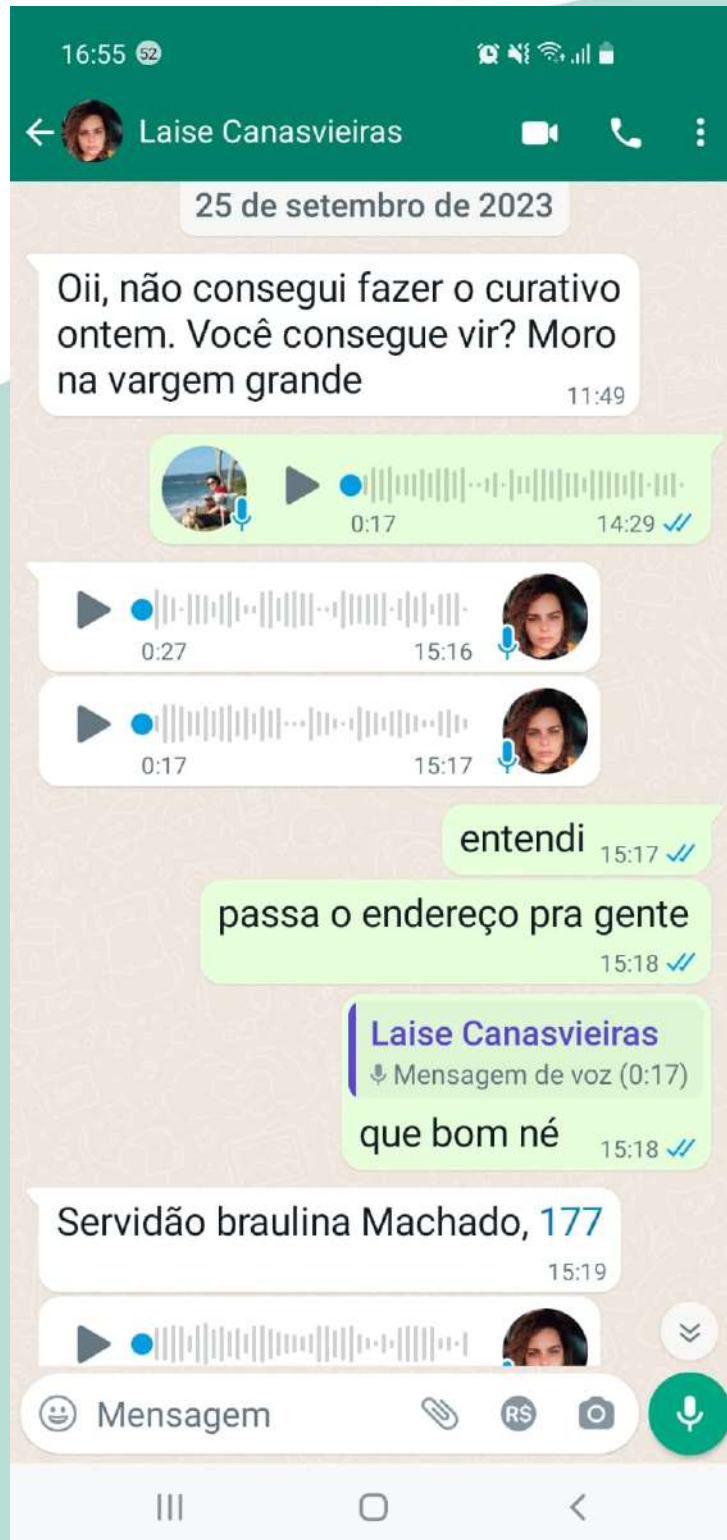 16:55 52
Laise Canasvieiras
25 de setembro de 2023
Oii, não consegui fazer o curativo
ontem. Você consegue vir? Moro
na vargem grande
11:49
0:17 14:29
0:27 15:16
0:17 15:17
entendi 15:17
passa o endereço pra gente
15:18
Laise Canasvieiras
Mensagem de voz (0:17)
que bom né 15:18
Servidão braulina Machado, 177
15:19
Mensagem R$